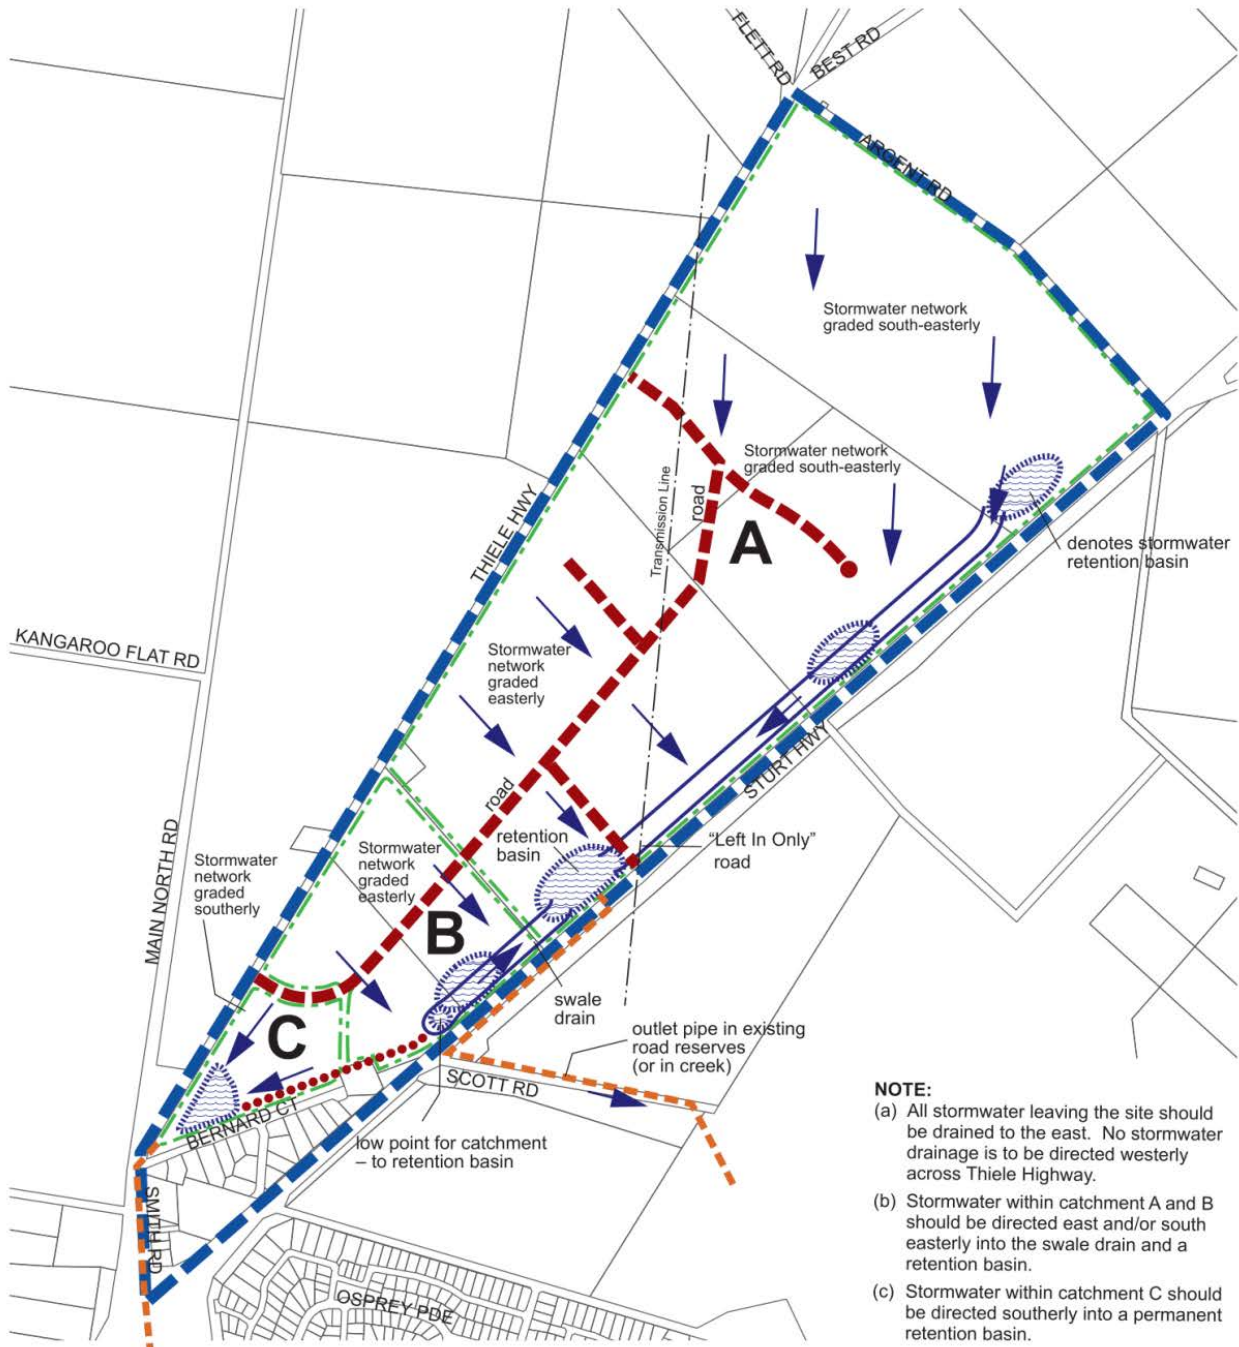 FLETT RD
BEST RD
ARGENT RD
Stormwater network
graded south-easterly
Stormwater network
graded south-easterly
THIELE HWY
Transmission Line
road
A
denotes stormwater
retention basin
KANGAROO FLAT RD
Stormwater
network
graded
easterly
STURT HWY
MAIN NORTH RD
road
retention
basin
"Left In Only"
road
Stormwater
network
graded
southerly
Stormwater
network
graded
easterly
B
swale
drain
C
outlet pipe in existing
road reserves
(or in creek)
SCOTT RD
BERNARD CT
low point for catchment
– to retention basin
SMITH RD
OSPREY PDE
NOTE:
(a) All stormwater leaving the site should
be drained to the east. No stormwater
drainage is to be directed westerly
across Thiele Highway.
(b) Stormwater within catchment A and B
should be directed east and/or south
easterly into the swale drain and a
retention basin.
(c) Stormwater within catchment C should
be directed southerly into a permanent
retention basin.